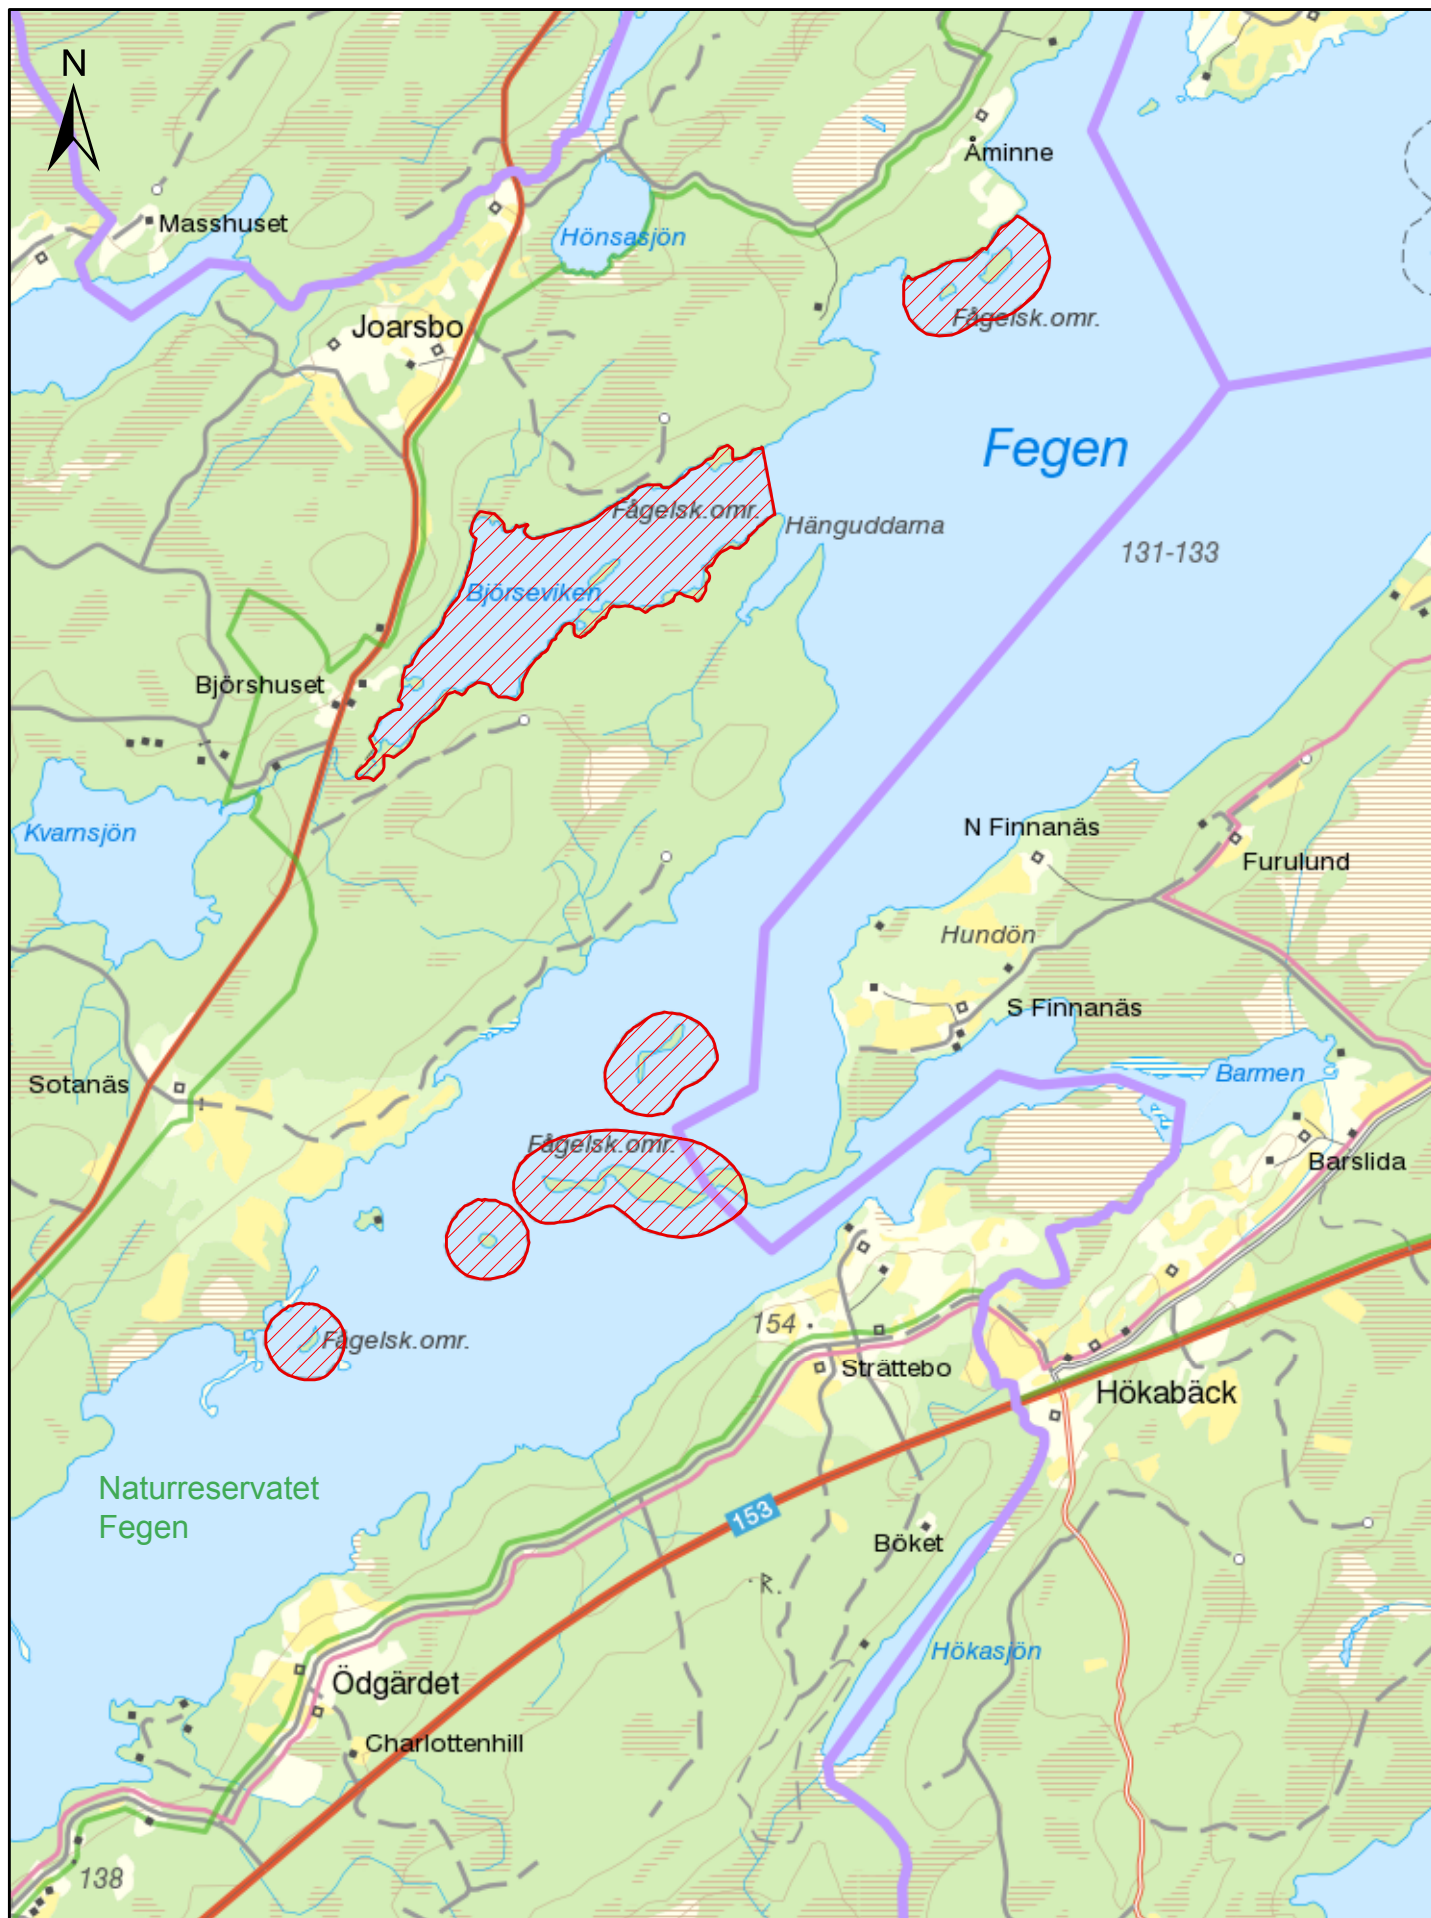 N
Åminne
Masshuset
Hönsasjön
Joarsbo
Fågelsk.omr.
Fegen
Fågelsk.omr.
Hänguddarna
131-133
Björseviken
Björshuset
N Finnanäs
Kvarnsjön
Furulund
Hundön
S Finnanäs
Sotanäs
Barmen
Fågelsk.omr.
Barslida
154
Fågelsk.omr.
Strättebo
Hökabäck
Naturreservatet
Fegen
153
Böket
R.
Hökasjön
Ödgärdet
Charlottenhill
138